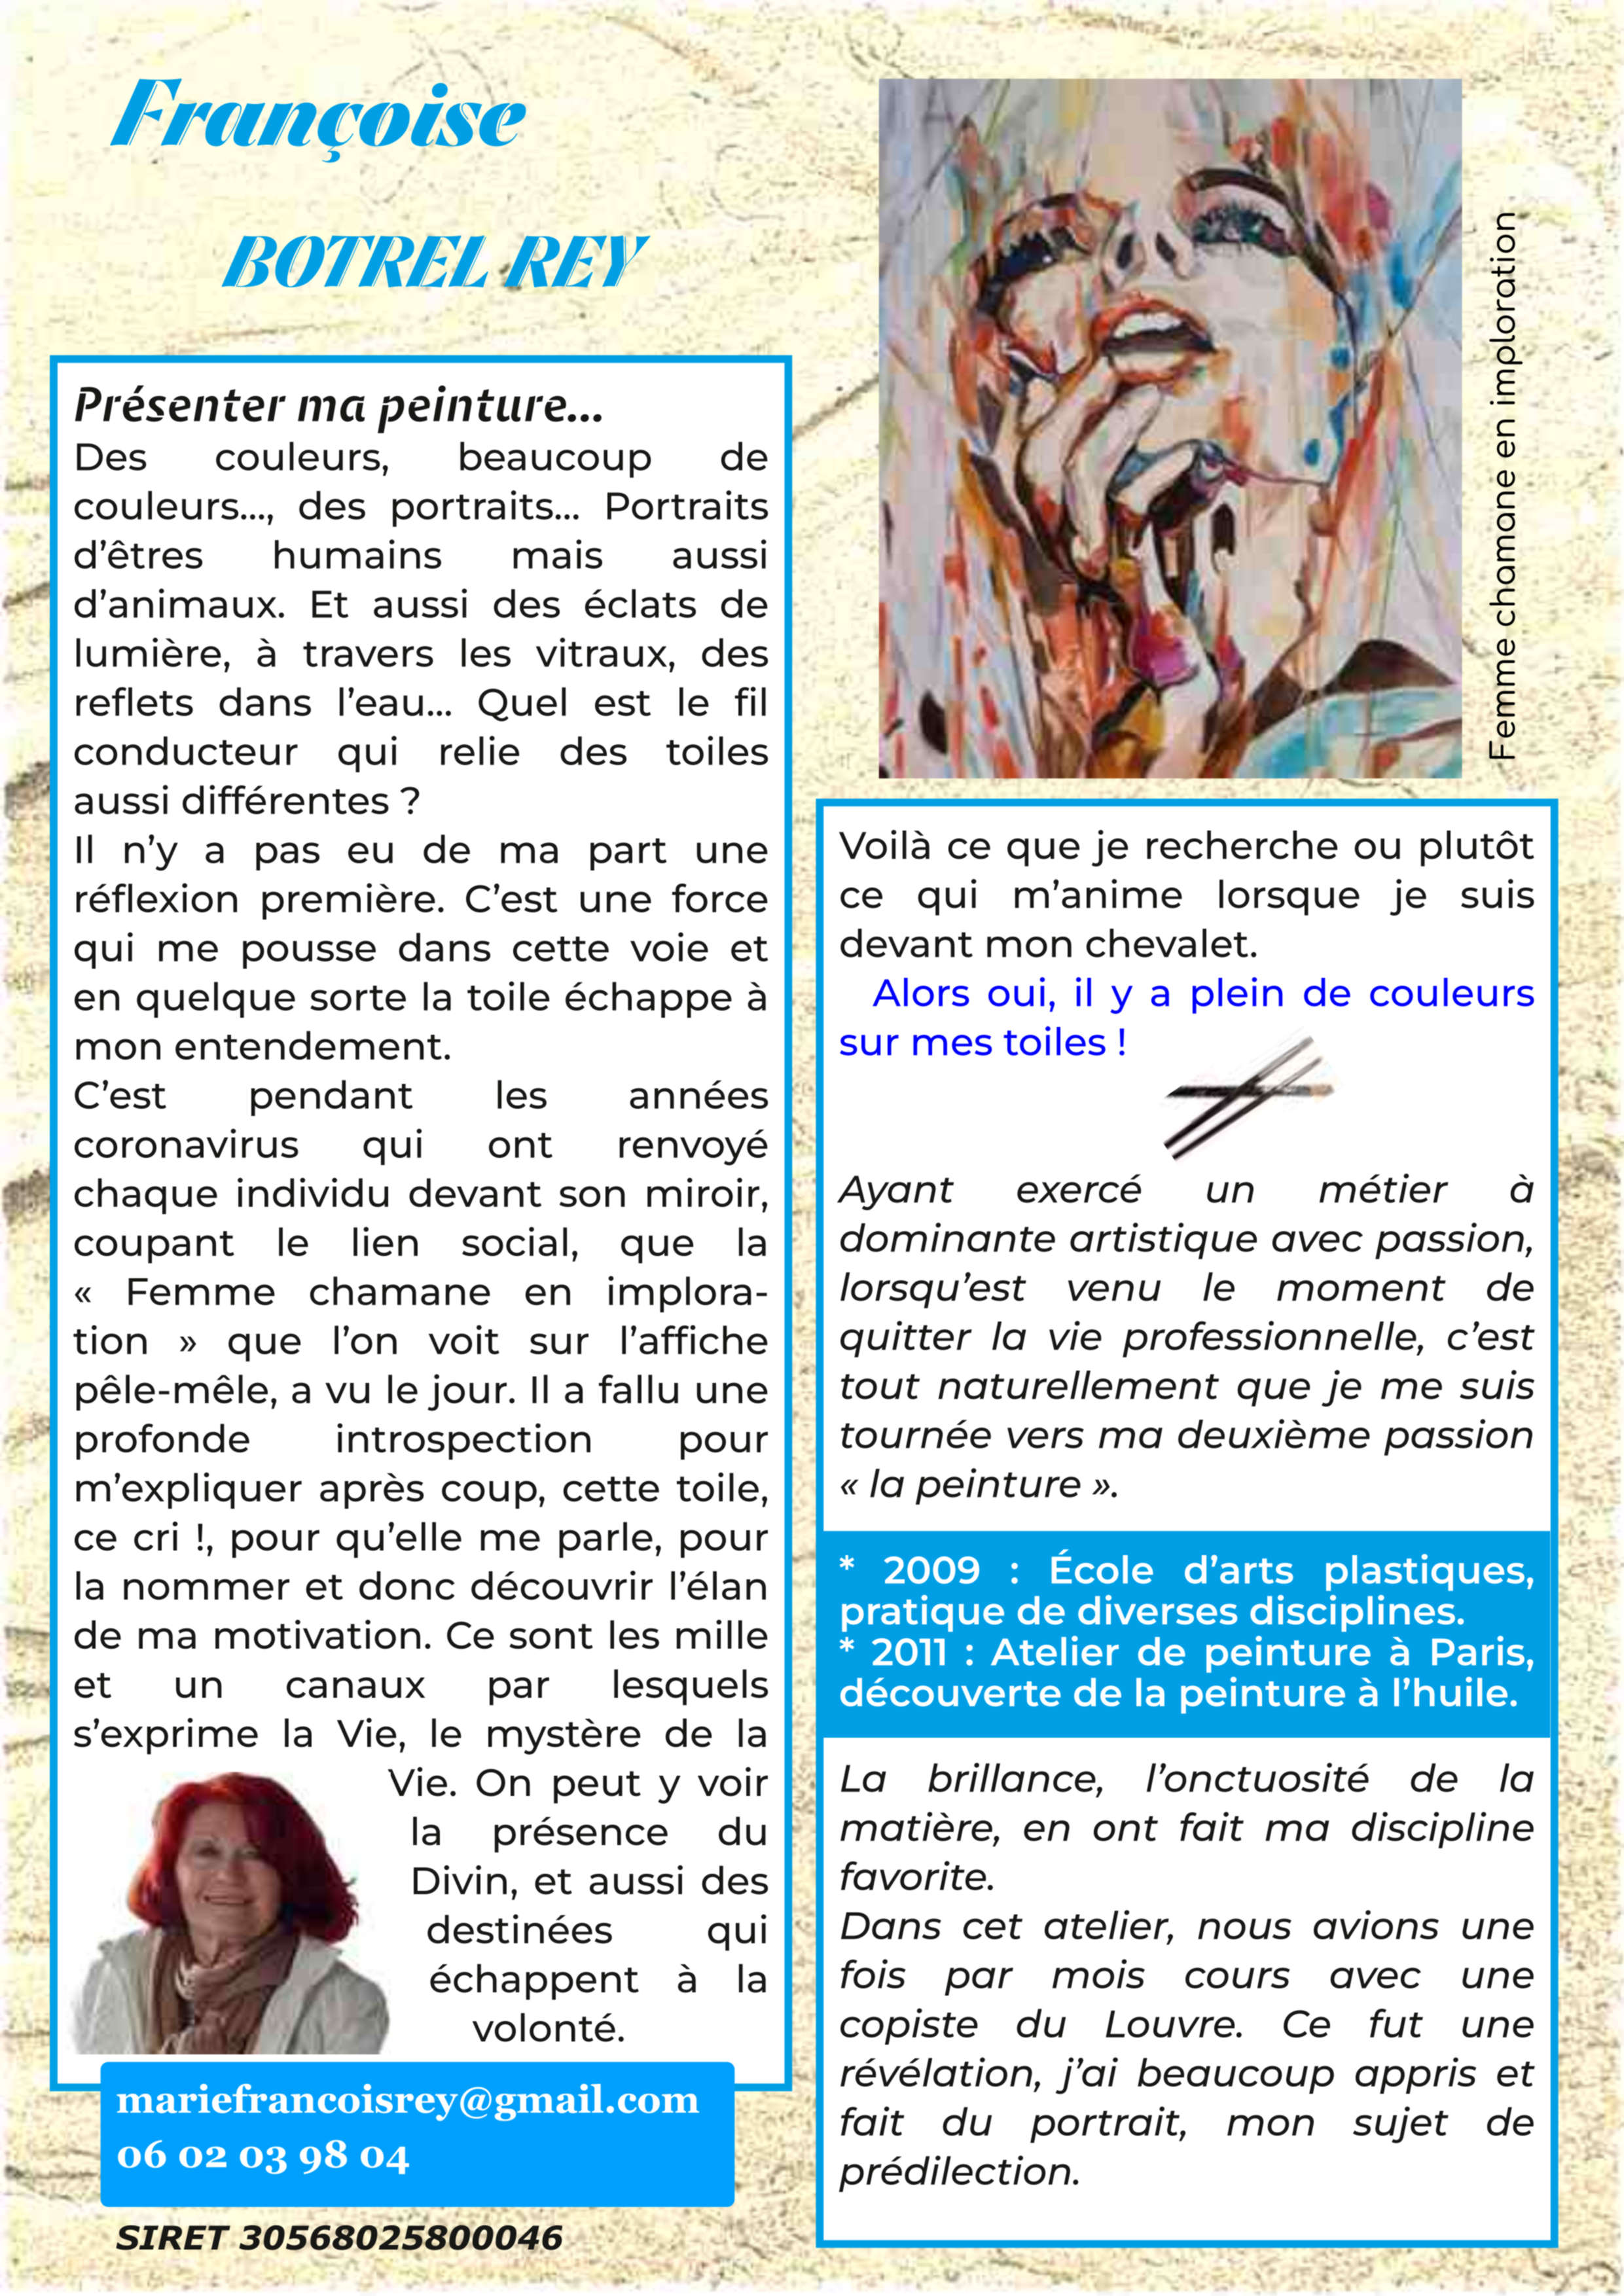 Françoise
BOTREL REY
Présenter ma peinture...
Des couleurs, beaucoup de
couleurs..., des portraits... Portraits
d'êtres humains mais aussi
d'animaux. Et aussi des éclats de
lumière, à travers les vitraux, des
reflets dans l'eau... Quel est le fil
conducteur qui relie des toiles
aussi différentes ?
Il n'y a pas eu de ma part une
réflexion première. C'est une force
qui me pousse dans cette voie et
en quelque sorte la toile échappe à
mon entendement.
C'est pendant les années
coronavirus qui ont renvoyé
chaque individu devant son miroir,
coupant le lien social, que la
« Femme chamane en implora-
tion » que l'on voit sur l'affiche
pêle-mêle, a vu le jour. Il a fallu une
profonde introspection pour
m'expliquer après coup, cette toile,
ce cri !, pour qu'elle me parle, pour
la nommer et donc découvrir l'élan
de ma motivation. Ce sont les mille
et un canaux par lesquels
s'exprime la Vie, le mystère de la
Vie. On peut y voir
la présence du
Divin, et aussi des
destinées qui
échappent à la
volonté.
mariefrancoisrey@gmail.com
06 02 03 98 04
SIRET 30568025800046
Femme chamane en imploration
Voilà ce que je recherche ou plutôt
ce qui m'anime lorsque je suis
devant mon chevalet.
Alors oui, il y a plein de couleurs
sur mes toiles !
Ayant exercé un métier à
dominante artistique avec passion,
lorsqu'est venu le moment de
quitter la vie professionnelle, c'est
tout naturellement que je me suis
tournée vers ma deuxième passion
« la peinture ».
* 2009 : École d'arts plastiques,
pratique de diverses disciplines.
* 2011 : Atelier de peinture à Paris,
découverte de la peinture à l'huile.
La brillance, l'onctuosité de la
matière, en ont fait ma discipline
favorite.
Dans cet atelier, nous avions une
fois par mois cours avec une
copiste du Louvre. Ce fut une
révélation, j'ai beaucoup appris et
fait du portrait, mon sujet de
prédilection.